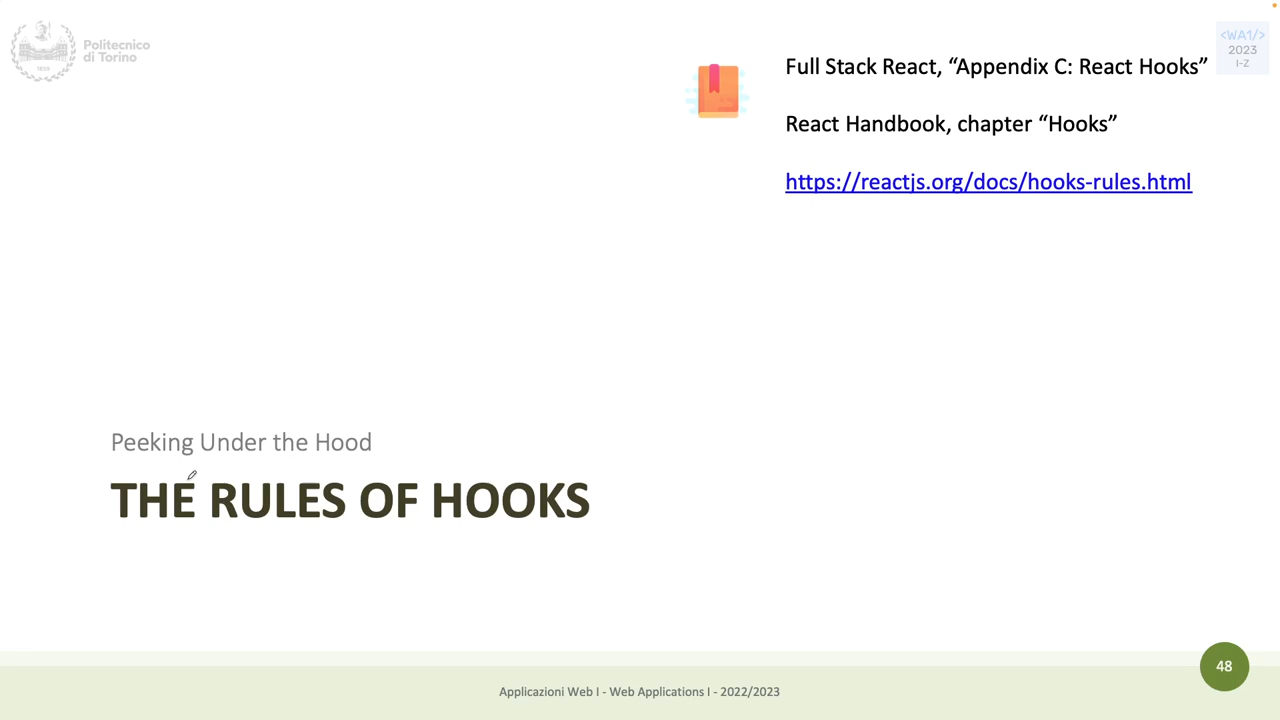 Politecnico
di Torino
1859
<WA1/>
2023
I-Z
Full Stack React, “Appendix C: React Hooks”
React Handbook, chapter “Hooks”
https://reactjs.org/docs/hooks-rules.html
Peeking Under the Hood
THE RULES OF HOOKS
48
Applicazioni Web I - Web Applications I - 2022/2023